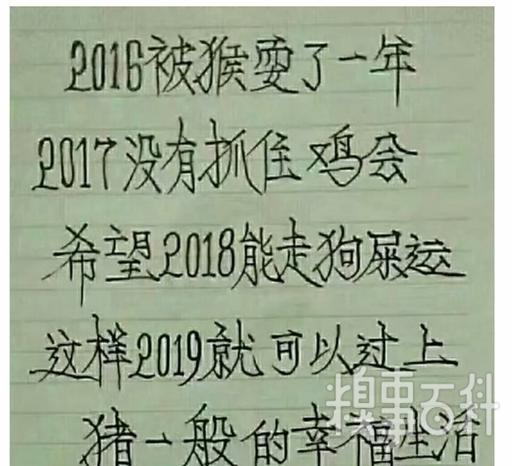 2016被猴耍了一年
2017没有抓住鸡会
希望2018能走狗屎运
这样2019就可以过上
猪一般的幸福生活
糗事百科